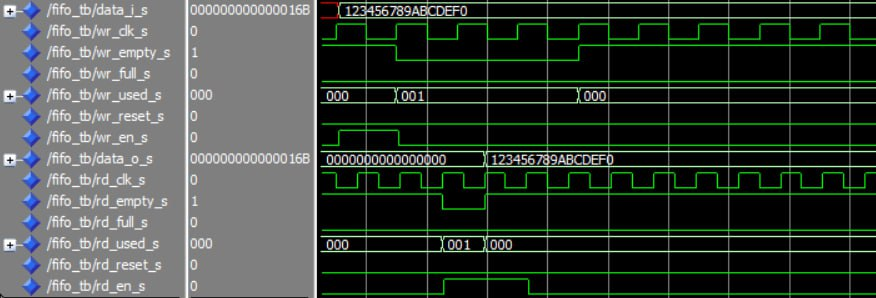 /fifo_tb/data_i_s 000000000000016B 123456789ABCDEF0
/fifo_tb/wr_clk_s 0
/fifo_tb/wr_empty_s 1
/fifo_tb/wr_full_s 0
/fifo_tb/wr_used_s 000 000 001 000
/fifo_tb/wr_reset_s 0
/fifo_tb/wr_en_s 0
/fifo_tb/data_o_s 000000000000016B 0000000000000000 123456789ABCDEF0
/fifo_tb/rd_clk_s 0
/fifo_tb/rd_empty_s 1
/fifo_tb/rd_full_s 0
/fifo_tb/rd_used_s 000 000 001 000
/fifo_tb/rd_reset_s 0
/fifo_tb/rd_en_s 0